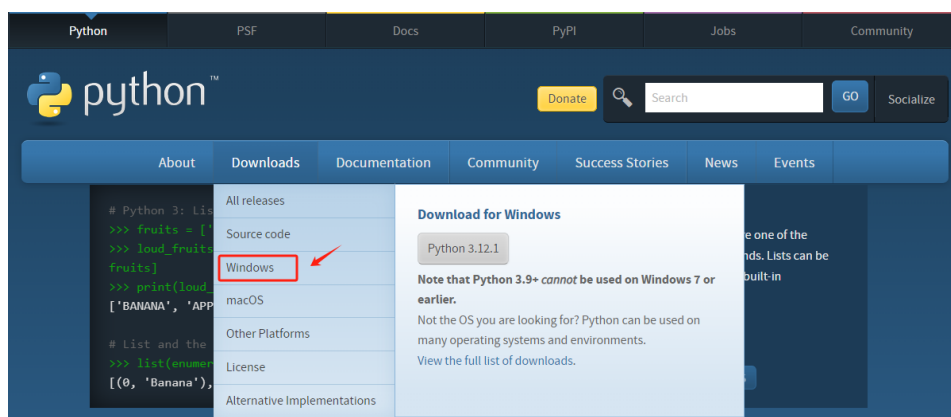 Python
PSF
Docs
PyPI
Jobs
Community
python™
Donate
Search
GO
Socialize
About
Downloads
Documentation
Community
Success Stories
News
Events
# Python 3: Lis
>>> fruits = ['
>>> loud_fruits
fruits]
>>> print(loud_
['BANANA', 'APP
# List and the
>>> list(enumer
[(0, 'Banana'),
All releases
Source code
Windows
macOS
Other Platforms
License
Alternative Implementations
Download for Windows
Python 3.12.1
Note that Python 3.9+ cannot be used on Windows 7 or
earlier.
Not the OS you are looking for? Python can be used on
many operating systems and environments.
View the full list of downloads.
e one of the
nds. Lists can be
built-in